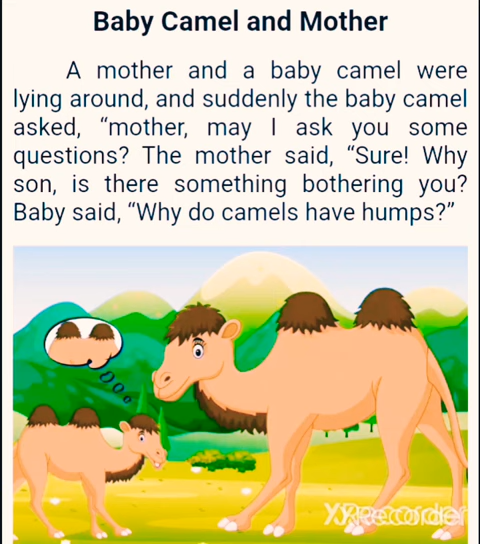 Baby Camel and Mother
A mother and a baby camel were
lying around, and suddenly the baby camel
asked, “mother, may I ask you some
questions? The mother said, “Sure! Why
son, is there something bothering you?
Baby said, “Why do camels have humps?”
XRecorder